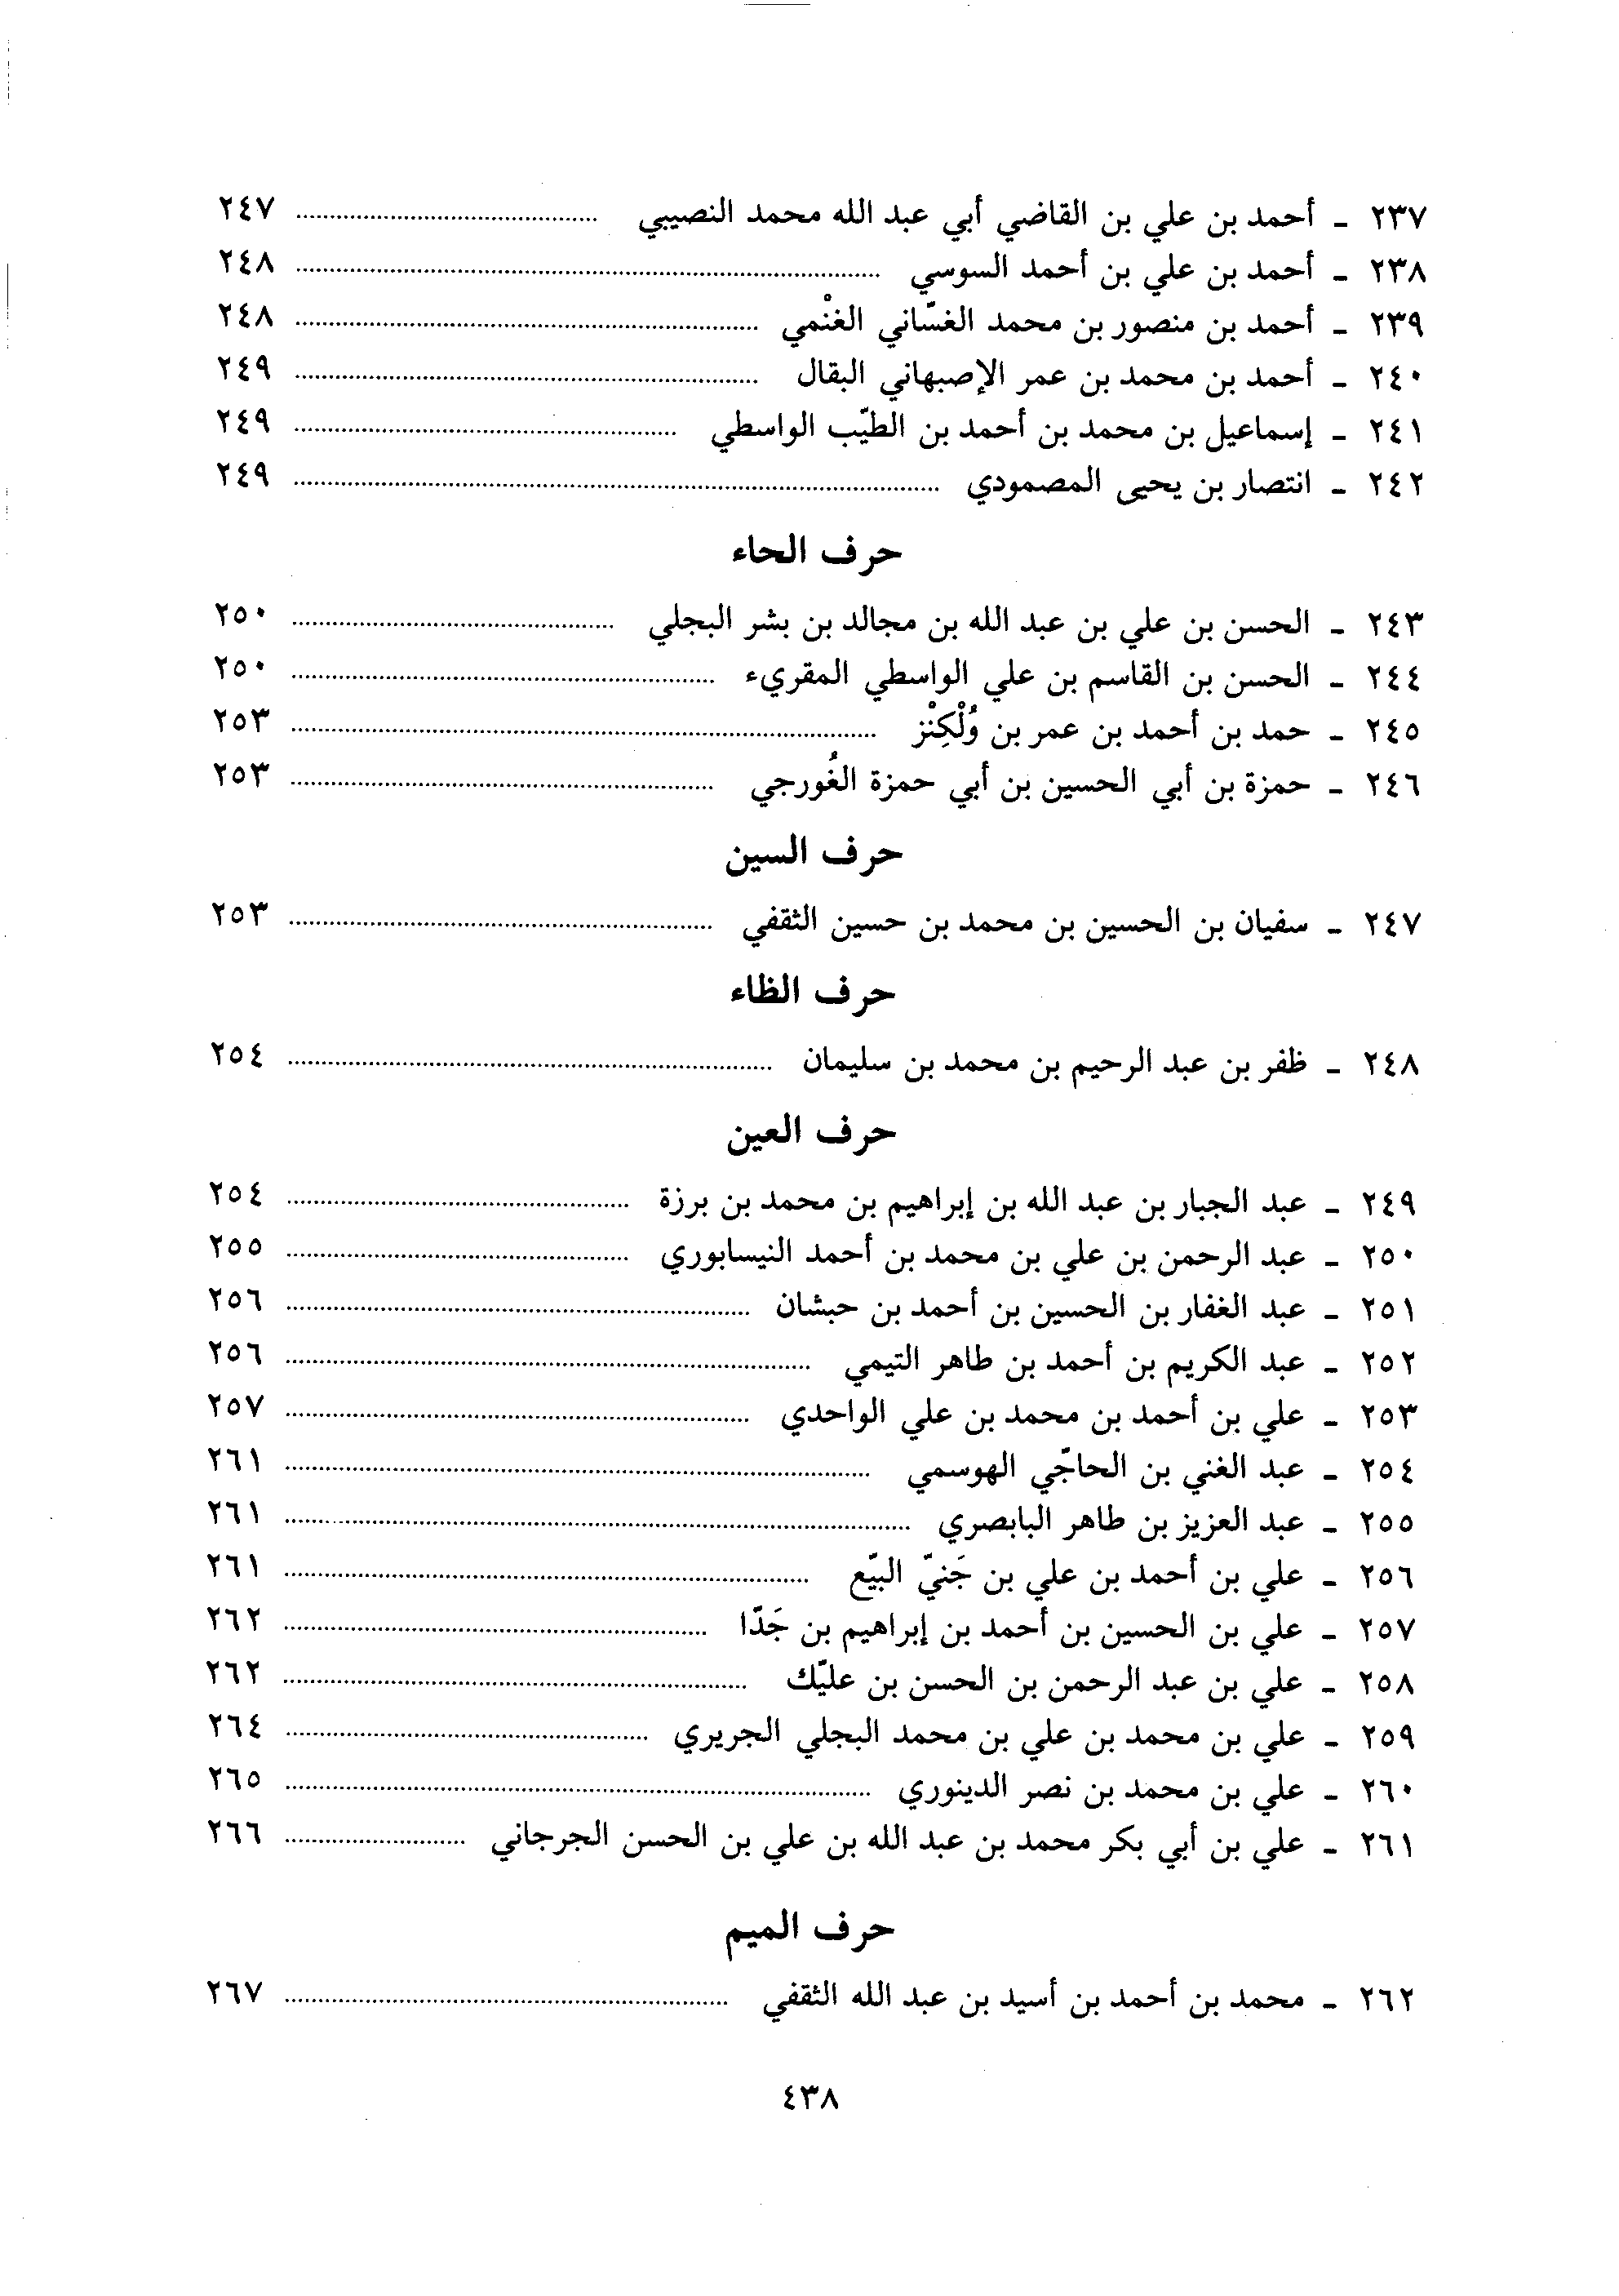 ٢٣٧ - أحمد بن علي بن القاضي أبي عبد الله محمد النصيبي ........ ٢٤٧
٢٣٨ - أحمد بن علي بن أحمد السوسي ........ ٢٤٨
٢٣٩ - أحمد بن منصور بن محمد الغسّاني الغنْمي ........ ٢٤٨
٢٤٠ - أحمد بن محمد بن عمر الإصبهاني البقال ........ ٢٤٩
٢٤١ - إسماعيل بن محمد بن أحمد بن الطيّب الواسطي ........ ٢٤٩
٢٤٢ - انتصار بن يحيى المصمودي ........ ٢٤٩
حرف الحاء
٢٤٣ - الحسن بن علي بن عبد الله بن مجالد بن بشر البجلي ........ ٢٥٠
٢٤٤ - الحسن بن القاسم بن علي الواسطي المقريء ........ ٢٥٠
٢٤٥ - حمد بن أحمد بن عمر بن وُلْكِنْز ........ ٢٥٣
٢٤٦ - حمزة بن أبي الحسين بن أبي حمزة الغُورجي ........ ٢٥٣
حرف السين
٢٤٧ - سفيان بن الحسين بن محمد بن حسين الثقفي ........ ٢٥٣
حرف الظاء
٢٤٨ - ظفر بن عبد الرحيم بن محمد بن سليمان ........ ٢٥٤
حرف العين
٢٤٩ - عبد الجبار بن عبد الله بن إبراهيم بن محمد بن برزة ........ ٢٥٤
٢٥٠ - عبد الرحمن بن علي بن محمد بن أحمد النيسابوري ........ ٢٥٥
٢٥١ - عبد الغفار بن الحسين بن أحمد بن حبشان ........ ٢٥٦
٢٥٢ - عبد الكريم بن أحمد بن طاهر التيمي ........ ٢٥٦
٢٥٣ - علي بن أحمد بن محمد بن علي الواحدي ........ ٢٥٧
٢٥٤ - عبد الغني بن الحاجّي الهوسمي ........ ٢٦١
٢٥٥ - عبد العزيز بن طاهر البابصري ........ ٢٦١
٢٥٦ - علي بن أحمد بن علي بن جَنيّ البيّع ........ ٢٦١
٢٥٧ - علي بن الحسين بن أحمد بن إبراهيم بن جَدّا ........ ٢٦٢
٢٥٨ - علي بن عبد الرحمن بن الحسن بن عليّك ........ ٢٦٢
٢٥٩ - علي بن محمد بن علي بن محمد البجلي الجريري ........ ٢٦٤
٢٦٠ - علي بن محمد بن نصر الدينوري ........ ٢٦٥
٢٦١ - علي بن أبي بكر محمد بن عبد الله بن علي بن الحسن الجرجاني ........ ٢٦٦
حرف الميم
٢٦٢ - محمد بن أحمد بن أسيد بن عبد الله الثقفي ........ ٢٦٧
٤٣٨